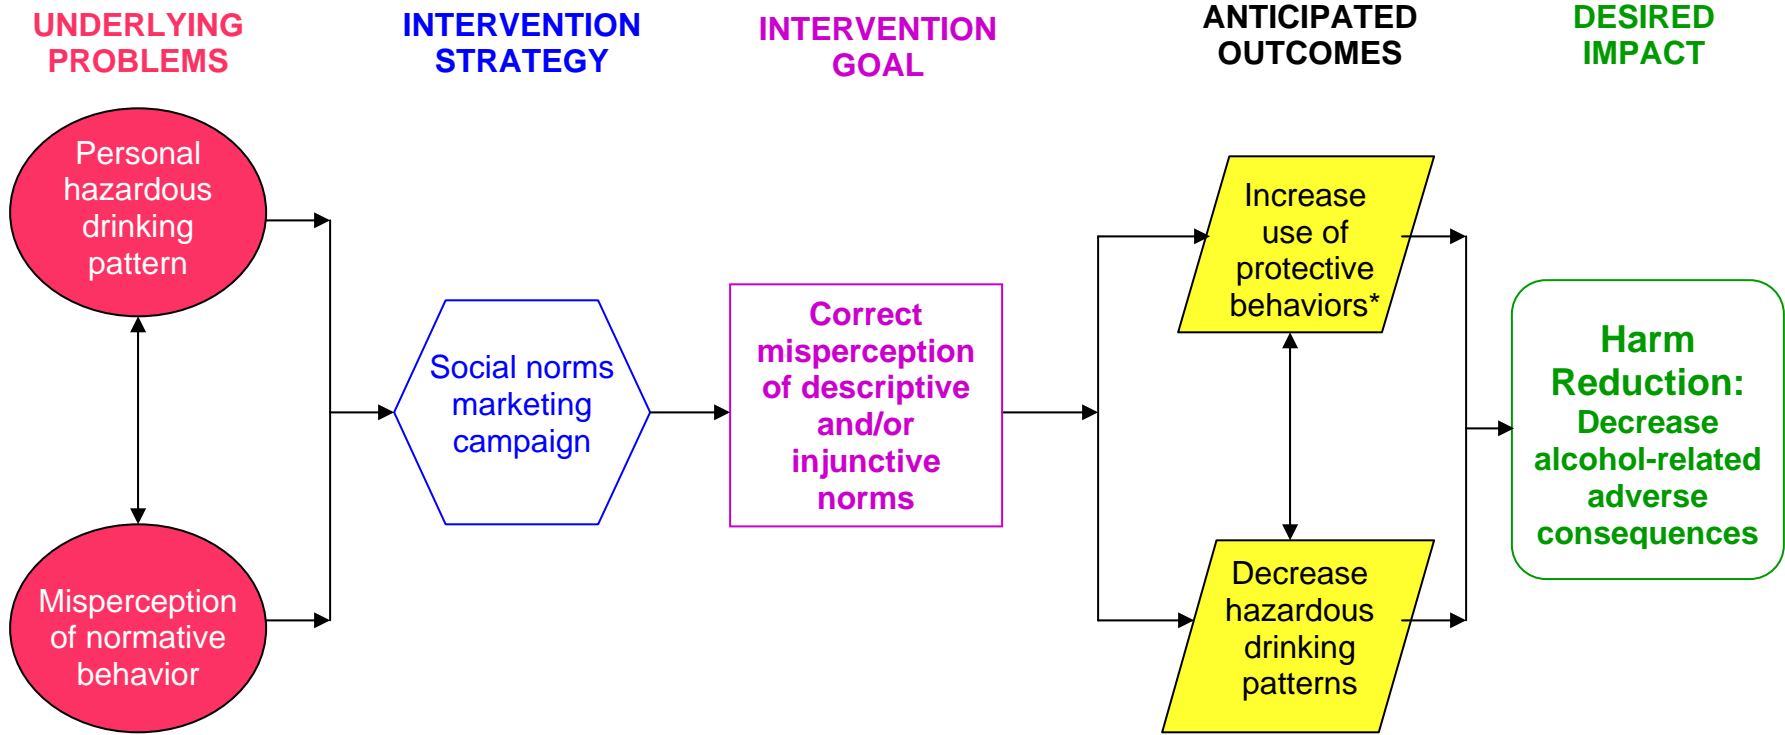 UNDERLYING
PROBLEMS
INTERVENTION
STRATEGY
INTERVENTION
GOAL
ANTICIPATED
OUTCOMES
DESIRED
IMPACT
Personal
hazardous
drinking
pattern
Misperception
of normative
behavior
Social norms
marketing
campaign
Correct
misperception
of descriptive
and/or
injunctive
norms
Increase
use of
protective
behaviors*
Decrease
hazardous
drinking
patterns
Harm
Reduction:
Decrease
alcohol-related
adverse
consequences